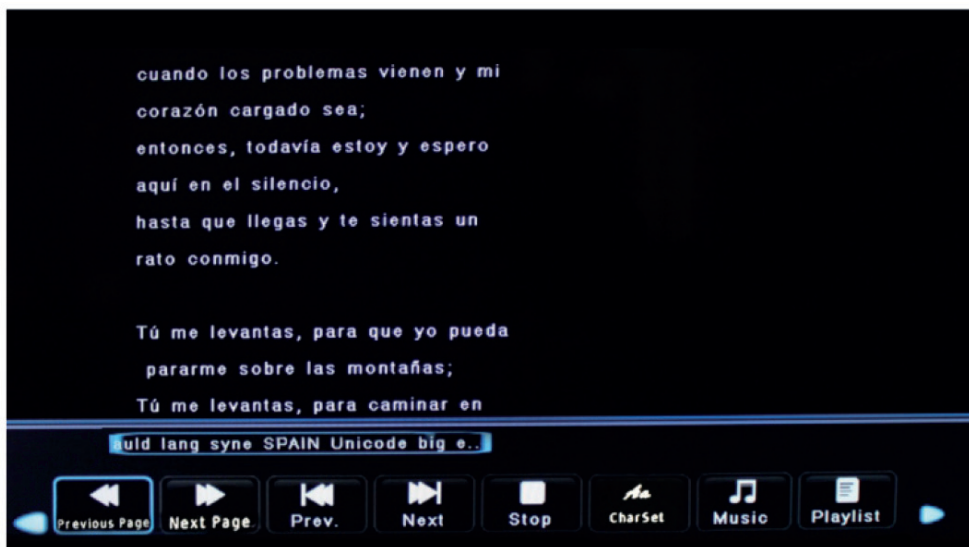 cuando los problemas vienen y mi
corazón cargado sea;
entonces, todavía estoy y espero
aquí en el silencio,
hasta que llegas y te sientas un
rato conmigo.
Tú me levantas, para que yo pueda
pararme sobre las montañas;
Tú me levantas, para caminar en
auld lang syne SPAIN Unicode big e..
Previous Page Next Page Prev. Next Stop CharSet Music Playlist